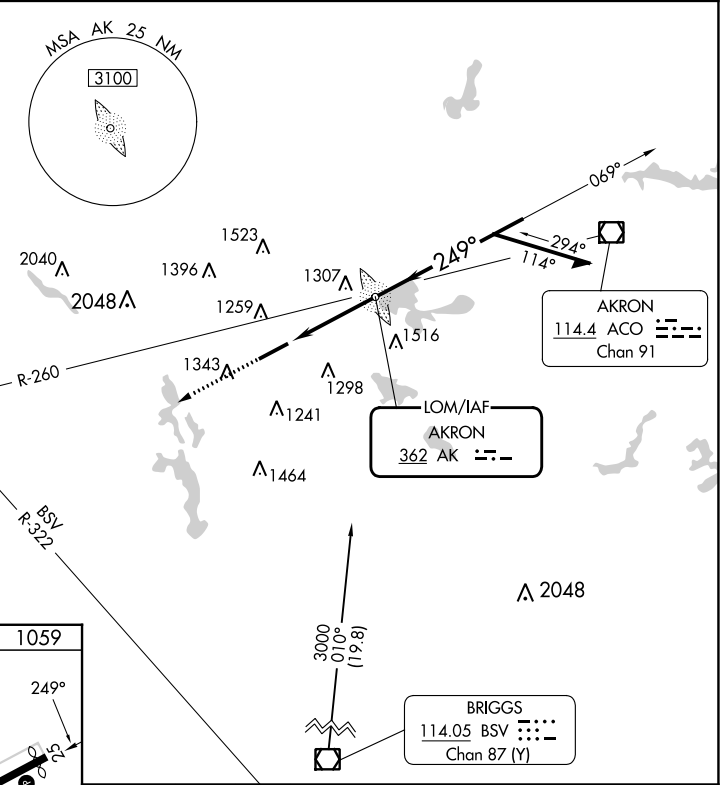 MSA AK 25 NM
3100
069°
1523
2040
1396
2048
1307
249°
294°
114°
1259
AKRON
114.4 ACO
Chan 91
1516
R-260
1343
1298
LOM/IAF
AKRON
362 AK
1241
1464
BSV
R-322
2048
3000
010°
(19.8)
1059
249°
25
BRIGGS
114.05 BSV
Chan 87 (Y)